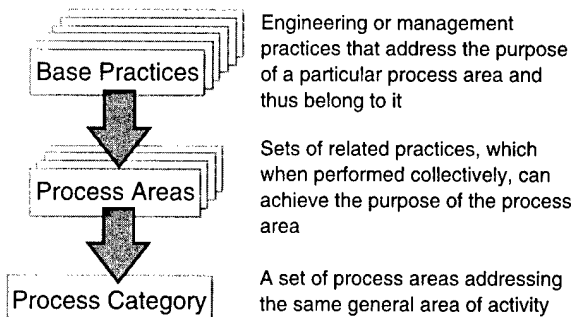 Base Practices
Engineering or management
practices that address the purpose
of a particular process area and
thus belong to it
Process Areas
Sets of related practices, which
when performed collectively, can
achieve the purpose of the process
area
Process Category
A set of process areas addressing
the same general area of activity